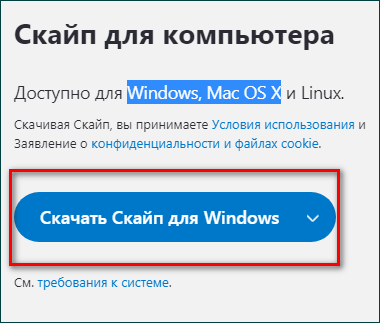 Скайп для компьютера
Доступно для Windows, Mac OS X и Linux.
Скачивая Скайп, вы принимаете Условия использования и
Заявление о конфиденциальности и файлах cookie.
Скачать Скайп для Windows
См. требования к системе.